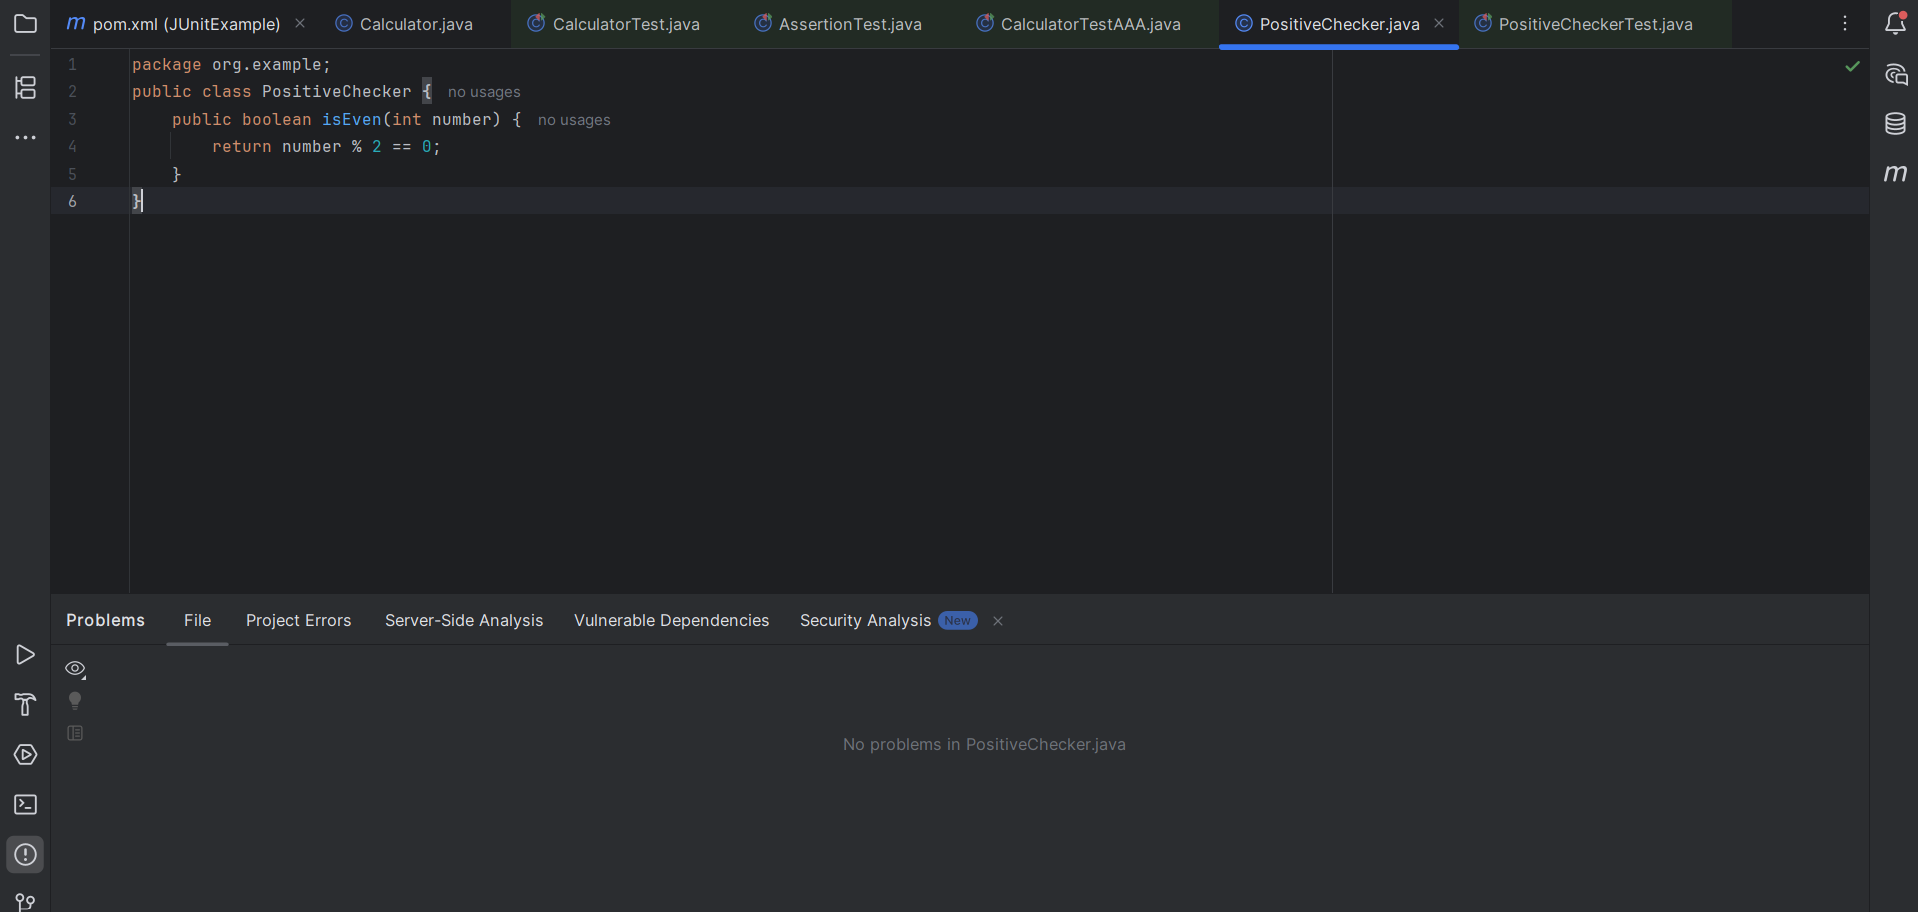 pom.xml (JUnitExample) Calculator.java CalculatorTest.java AssertionTest.java CalculatorTestAAA.java PositiveChecker.java PositiveCheckerTest.java
1 package org.example;
2 public class PositiveChecker { no usages
3 public boolean isEven(int number) { no usages
4 return number % 2 == 0;
5 }
6 }
Problems File Project Errors Server-Side Analysis Vulnerable Dependencies Security Analysis New
No problems in PositiveChecker.java